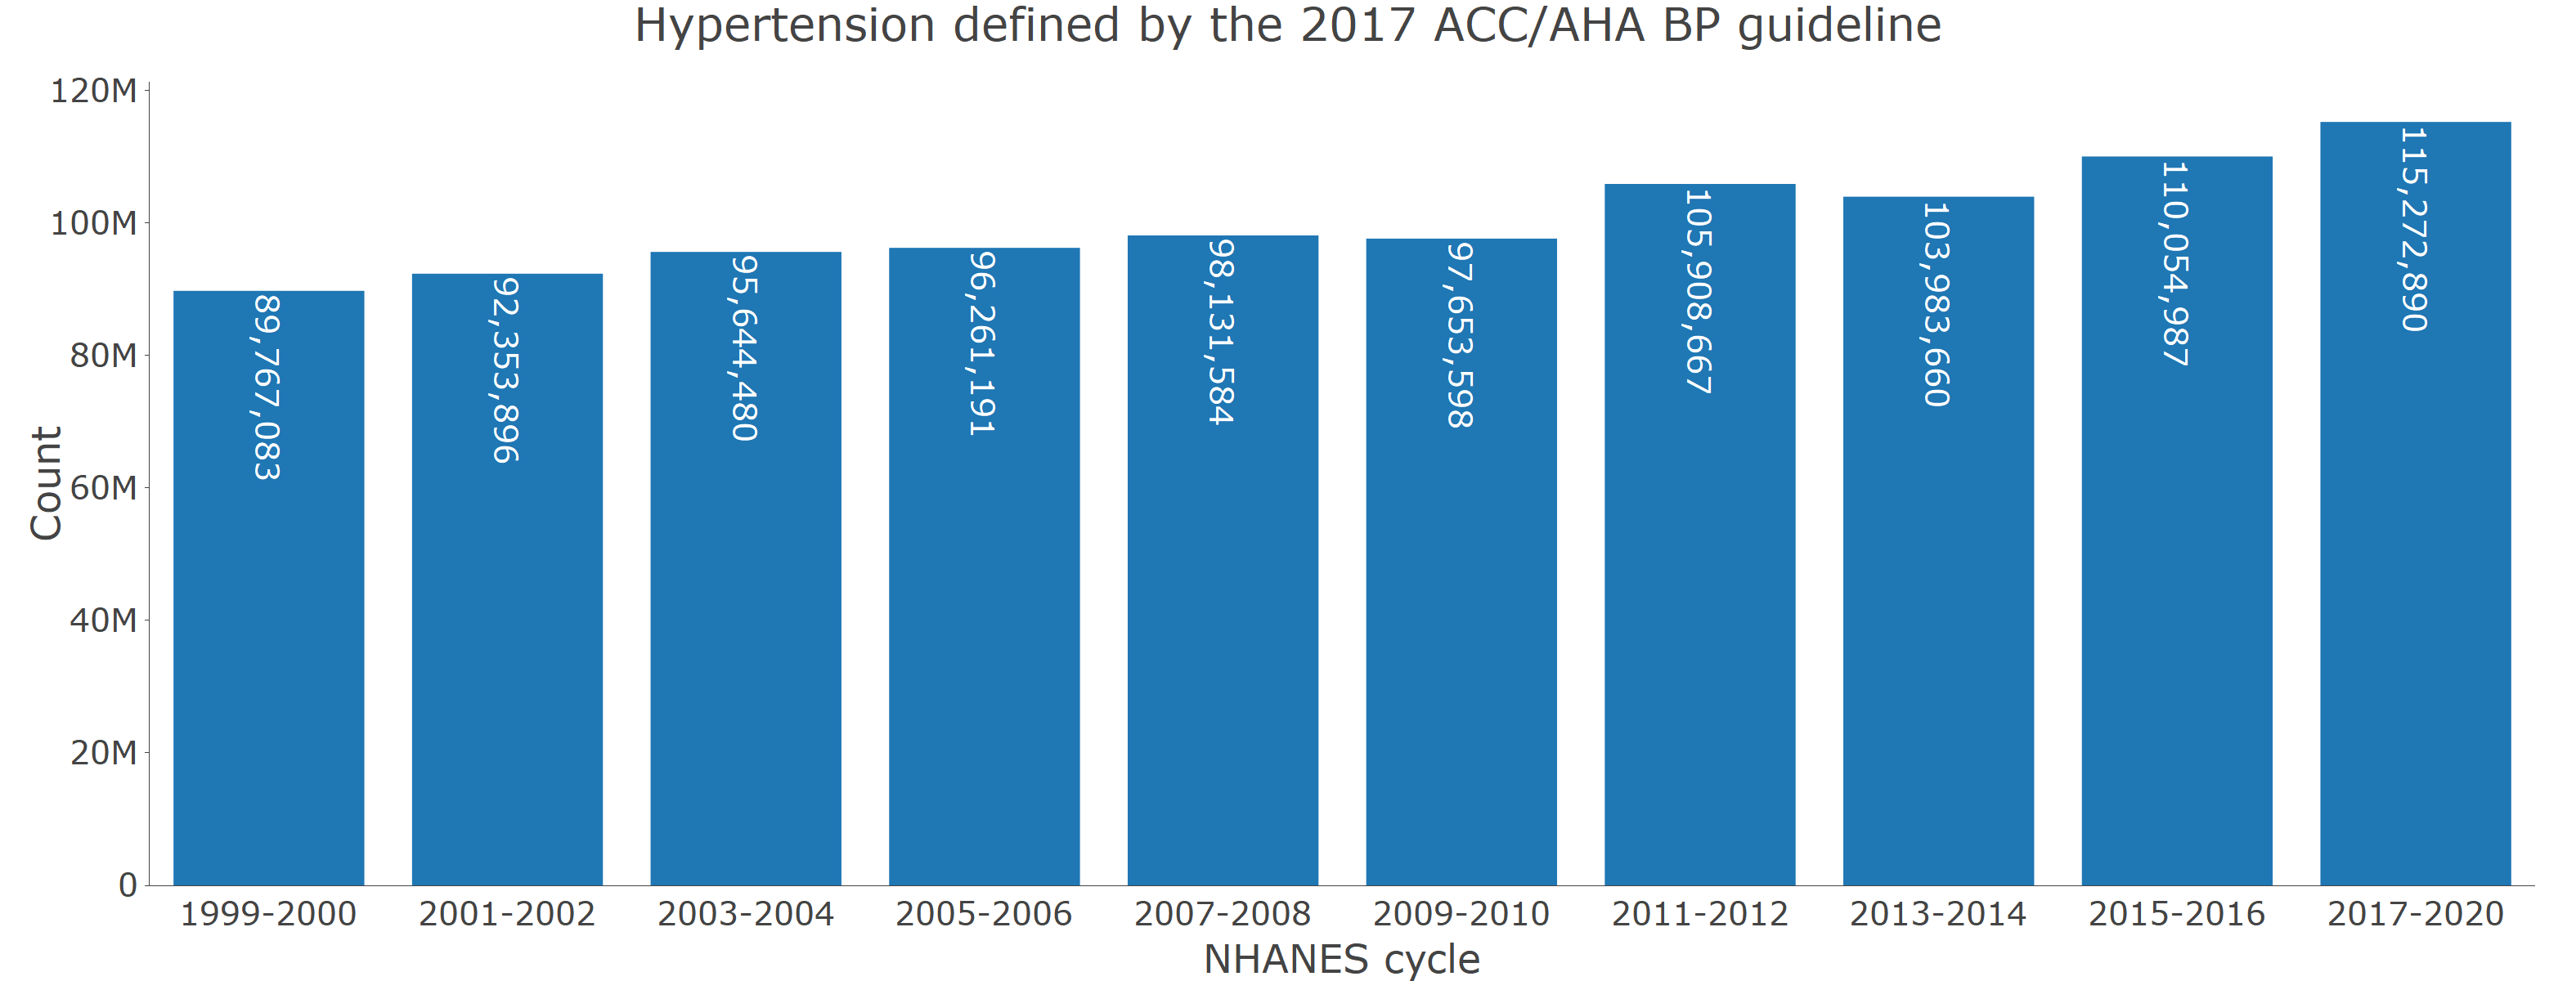 Hypertension defined by the 2017 ACC/AHA BP guideline
120M
100M
80M
60M
40M
20M
0
Count
89,767,083
92,353,896
95,644,480
96,261,191
98,131,584
97,653,598
105,908,667
103,983,660
110,054,987
115,272,890
1999-2000 2001-2002 2003-2004 2005-2006 2007-2008 2009-2010 2011-2012 2013-2014 2015-2016 2017-2020
NHANES cycle